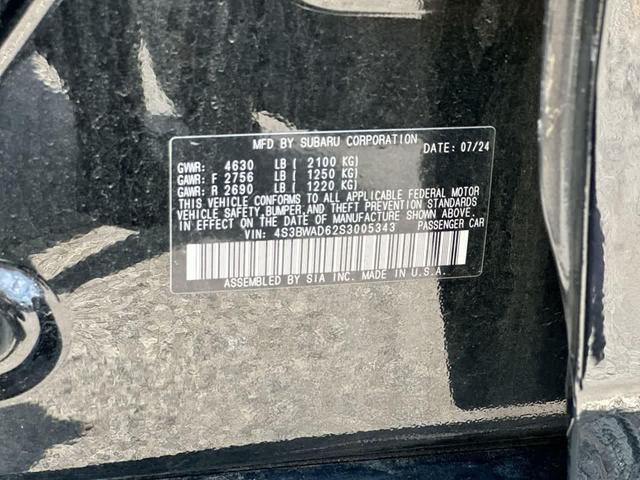 MFD BY SUBARU CORPORATION DATE: 07/24
GVWR: 4630 LB ( 2100 KG)
GAWR: F 2756 LB ( 1250 KG)
GAWR: R 2690 LB ( 1220 KG)
THIS VEHICLE CONFORMS TO ALL APPLICABLE FEDERAL MOTOR
VEHICLE SAFETY,BUMPER,AND THEFT PREVENTION STANDARDS
IN EFFECT ON THE DATE OF MANUFACTURE SHOWN ABOVE.
VIN: 4S3BWAD62S3005343 PASSENGER CAR
ASSEMBLED BY SIA INC. MADE IN U.S.A.